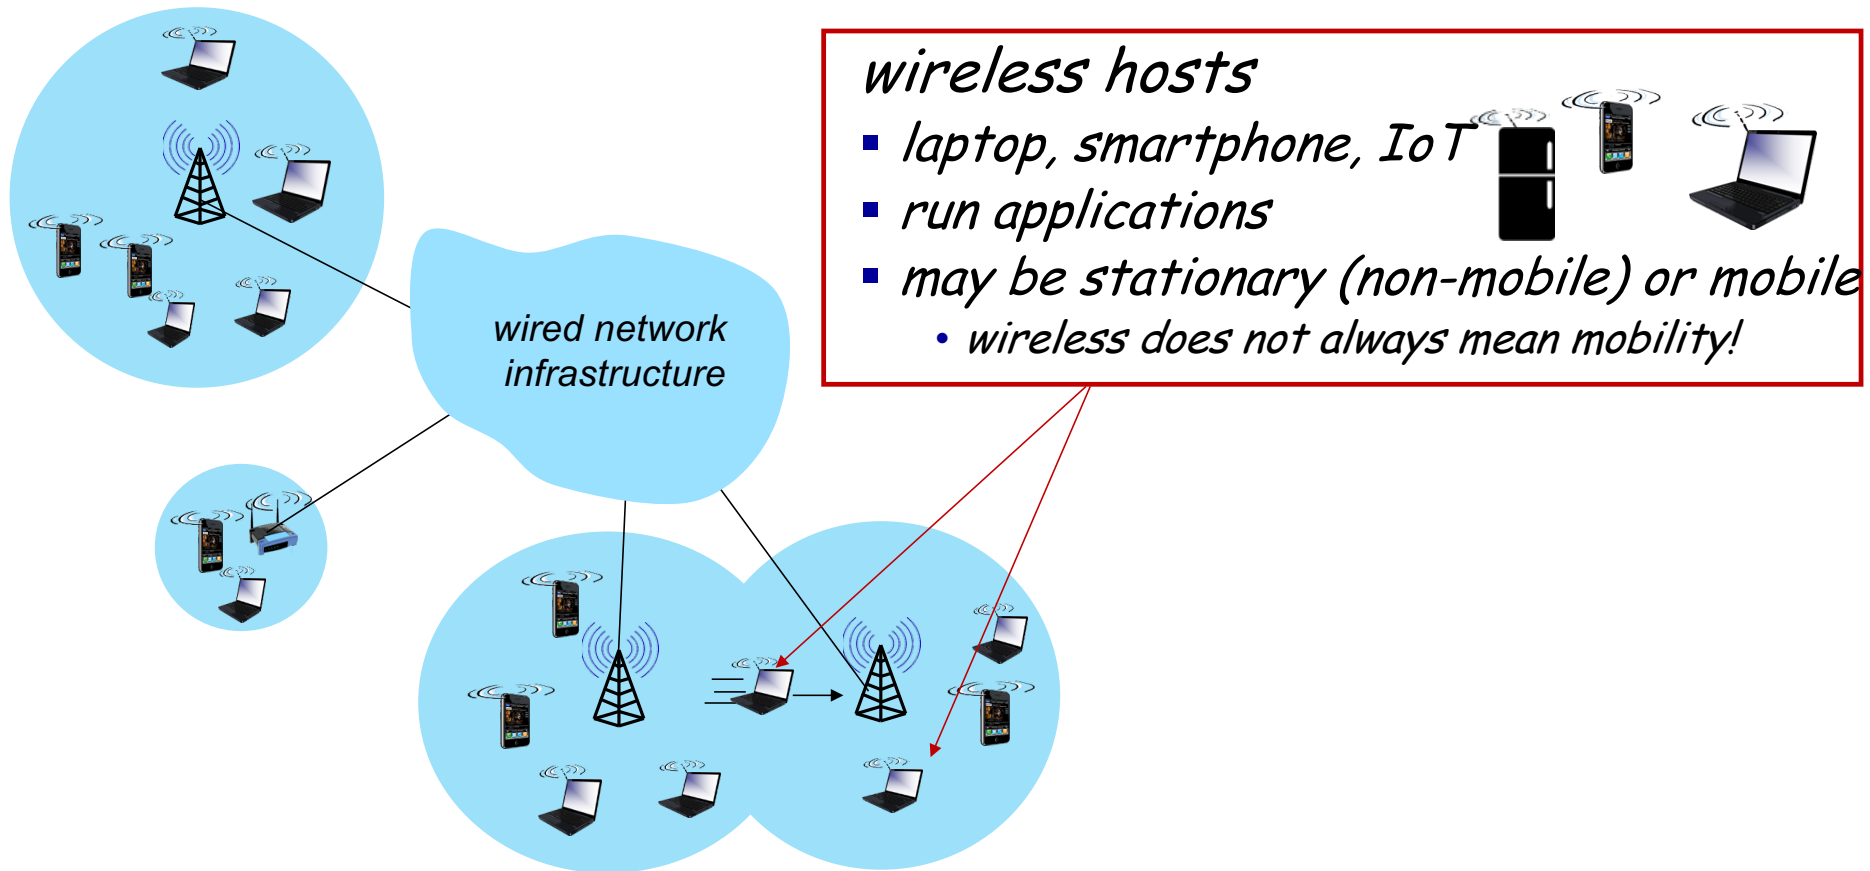 wireless hosts
laptop, smartphone, IoT
run applications
may be stationary (non-mobile) or mobile
wireless does not always mean mobility!
wired network
infrastructure